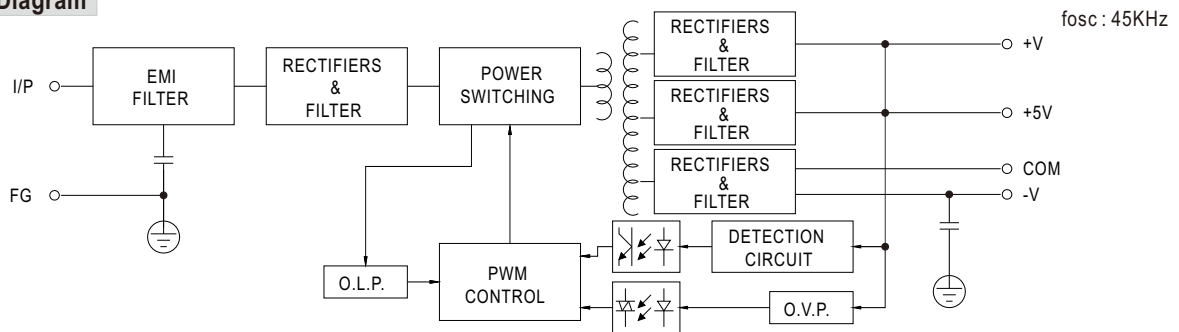 Diagram
fosc : 45KHz
I/P
EMI
FILTER
RECTIFIERS
&
FILTER
POWER
SWITCHING
RECTIFIERS
&
FILTER
+V
RECTIFIERS
&
FILTER
+5V
RECTIFIERS
&
FILTER
COM
-V
FG
DETECTION
CIRCUIT
O.L.P.
PWM
CONTROL
O.V.P.